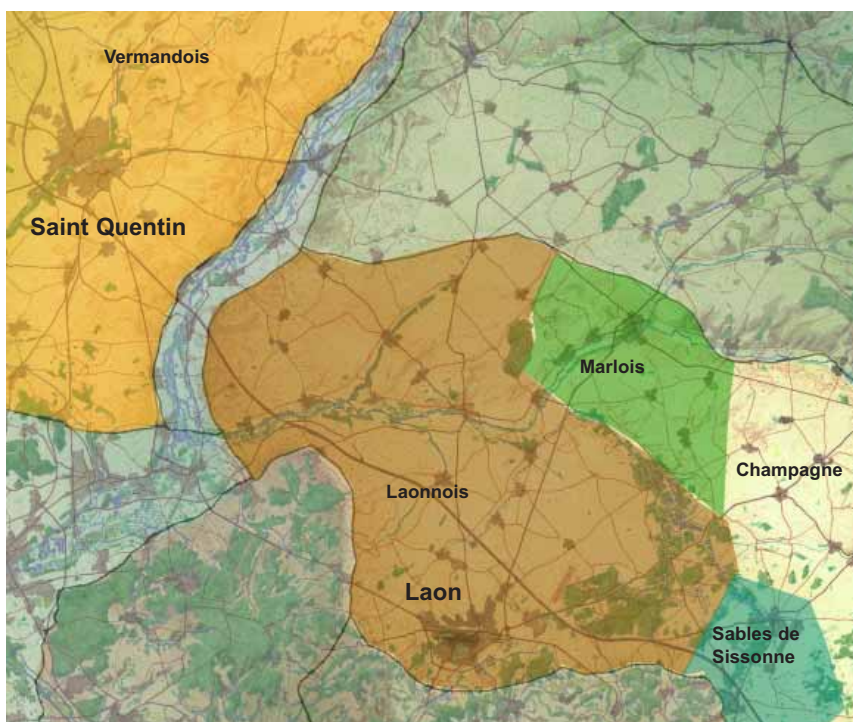 Vermandois
Saint Quentin
Marlois
Champagne
Laonnois
Laon
Sables de
Sissonne